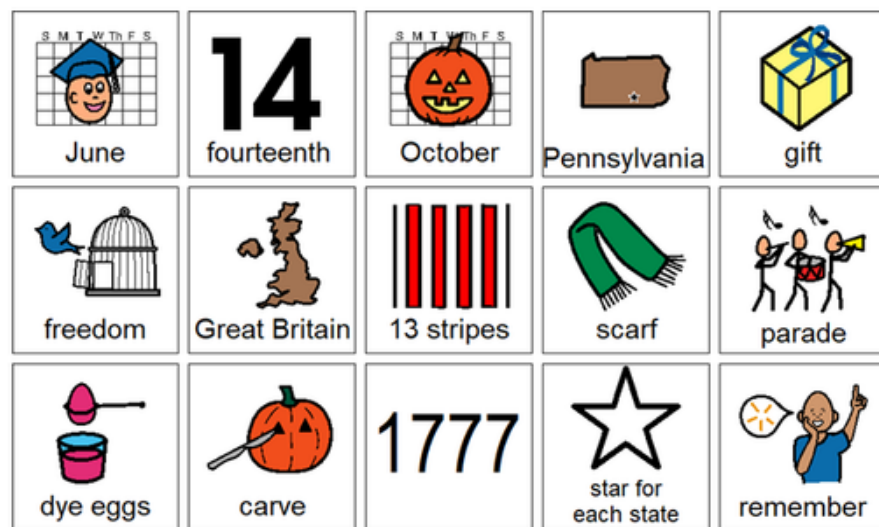 S M T W Th F S
June
14
fourteenth
S M T W Th F S
October
Pennsylvania
gift
freedom
Great Britain
13 stripes
scarf
parade
dye eggs
carve
1777
star for
each state
remember